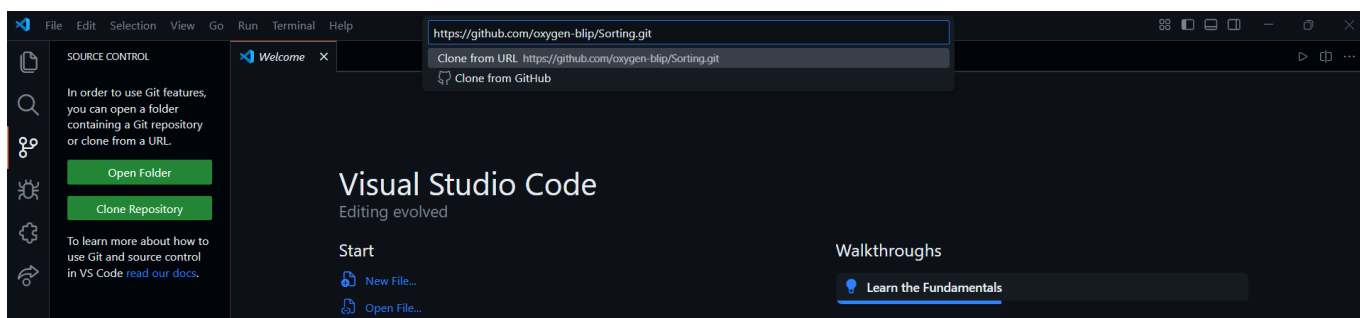 File Edit Selection View Go Run Terminal Help
https://github.com/oxygen-blip/Sorting.git
Clone from URL https://github.com/oxygen-blip/Sorting.git
Clone from GitHub
SOURCE CONTROL
In order to use Git features,
you can open a folder
containing a Git repository
or clone from a URL.
Open Folder
Clone Repository
To learn more about how to
use Git and source control
in VS Code read our docs.
Welcome
Visual Studio Code
Editing evolved
Start
New File...
Open File...
Walkthroughs
Learn the Fundamentals